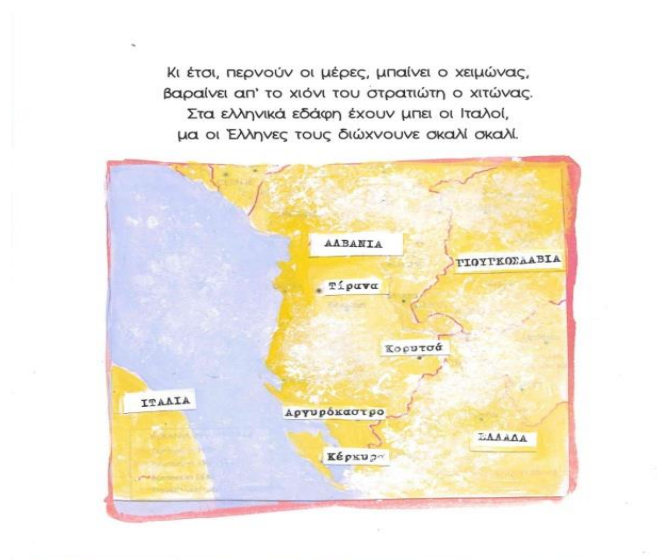 Κι έτσι, περνούν οι μέρες, μπαίνει ο χειμώνας,
βαραίνει απ' το χιόνι του στρατιώτη ο χιτώνας.
Στα ελληνικά εδάφη έχουν μπει οι Ιταλοί,
μα οι Έλληνες τους διώχνουνε σκαλί σκαλί.
ΑΛΒΑΝΙΑ
ΓΙΟΥΓΚΟΣΛΑΒΙΑ
Τίρανα
Κορυτσά
ΙΤΑΛΙΑ
Αργυρόκαστρο
ΕΛΛΑΔΑ
Κέρκυρα